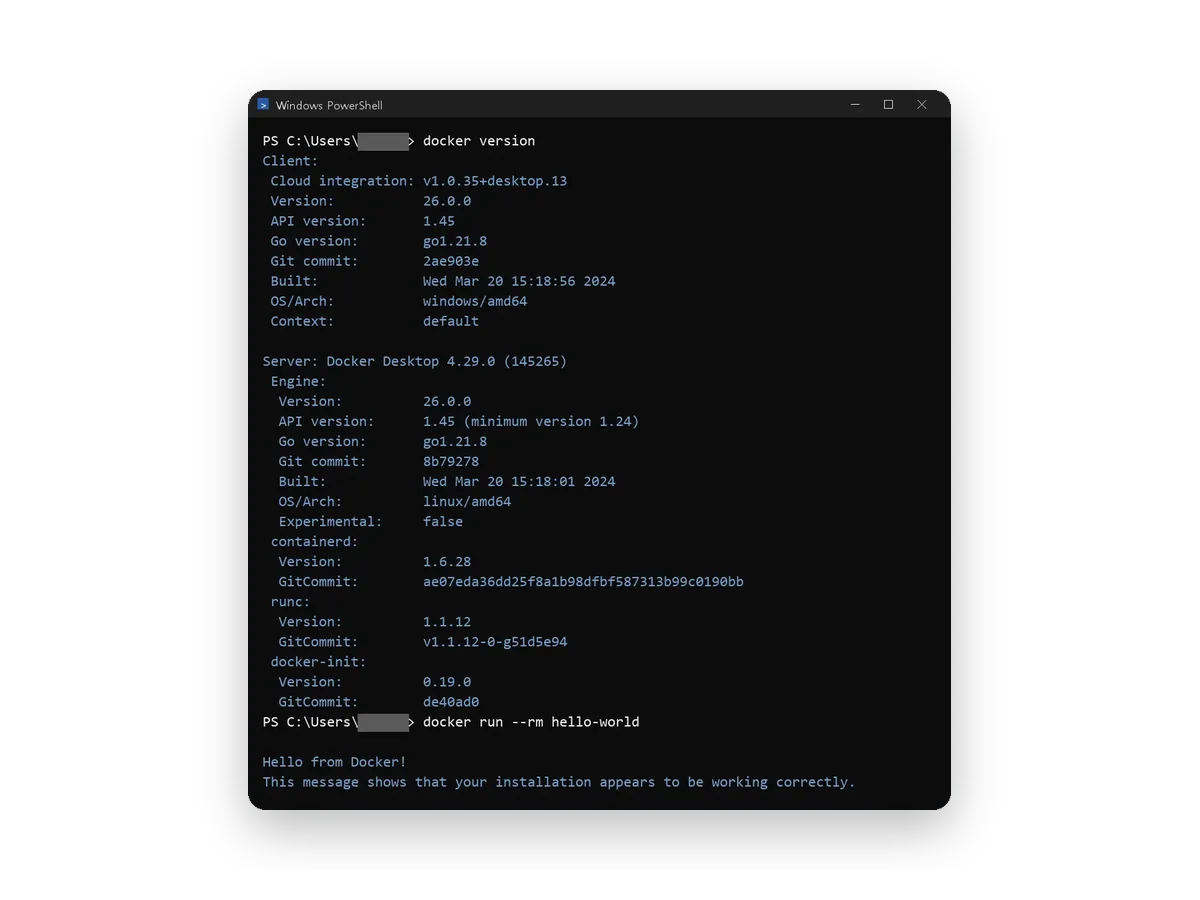 Windows PowerShell
PS C:\Users\> docker version
Client:
 Cloud integration: v1.0.35+desktop.13
 Version:           26.0.0
 API version:       1.45
 Go version:        go1.21.8
 Git commit:        2ae903e
 Built:             Wed Mar 20 15:18:56 2024
 OS/Arch:           windows/amd64
 Context:           default
Server: Docker Desktop 4.29.0 (145265)
 Engine:
  Version:          26.0.0
  API version:      1.45 (minimum version 1.24)
  Go version:       go1.21.8
  Git commit:       8b79278
  Built:            Wed Mar 20 15:18:01 2024
  OS/Arch:          linux/amd64
  Experimental:     false
 containerd:
  Version:          1.6.28
  GitCommit:        ae07eda36dd25f8a1b98dfbf587313b99c0190bb
 runc:
  Version:          1.1.12
  GitCommit:        v1.1.12-0-g51d5e94
 docker-init:
  Version:          0.19.0
  GitCommit:        de40ad0
PS C:\Users\> docker run --rm hello-world
Hello from Docker!
This message shows that your installation appears to be working correctly.